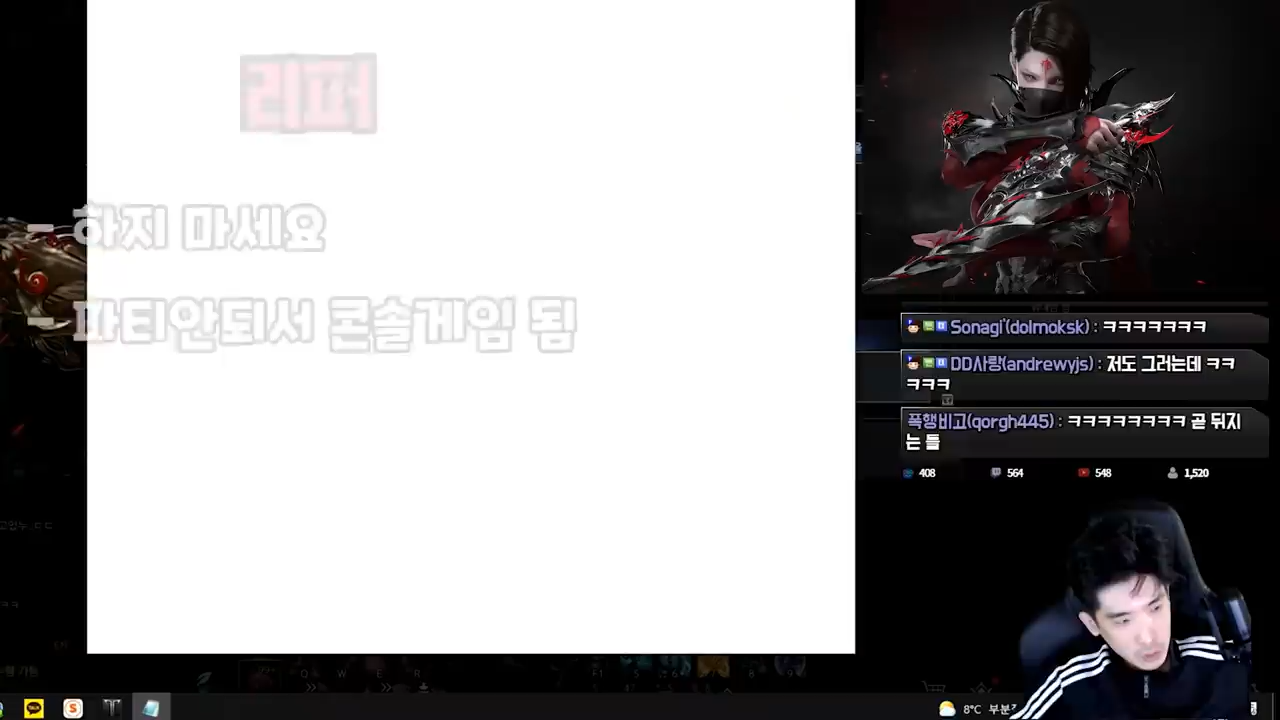 리퍼
- 하지 마세요
- 파티안되서 콘솔게임 됨
Sonagi(dolmoksk) : ㅋㅋㅋㅋㅋㅋㅋ
DD사랑(andrewyjs) : 저도 그러는데 ㅋㅋ
ㅋㅋㅋ
폭행비고(qorgh445) : ㅋㅋㅋㅋㅋㅋㅋㅋ 곧 뒤지
는 들
408 564 548 1,520
Q W E R
8°C